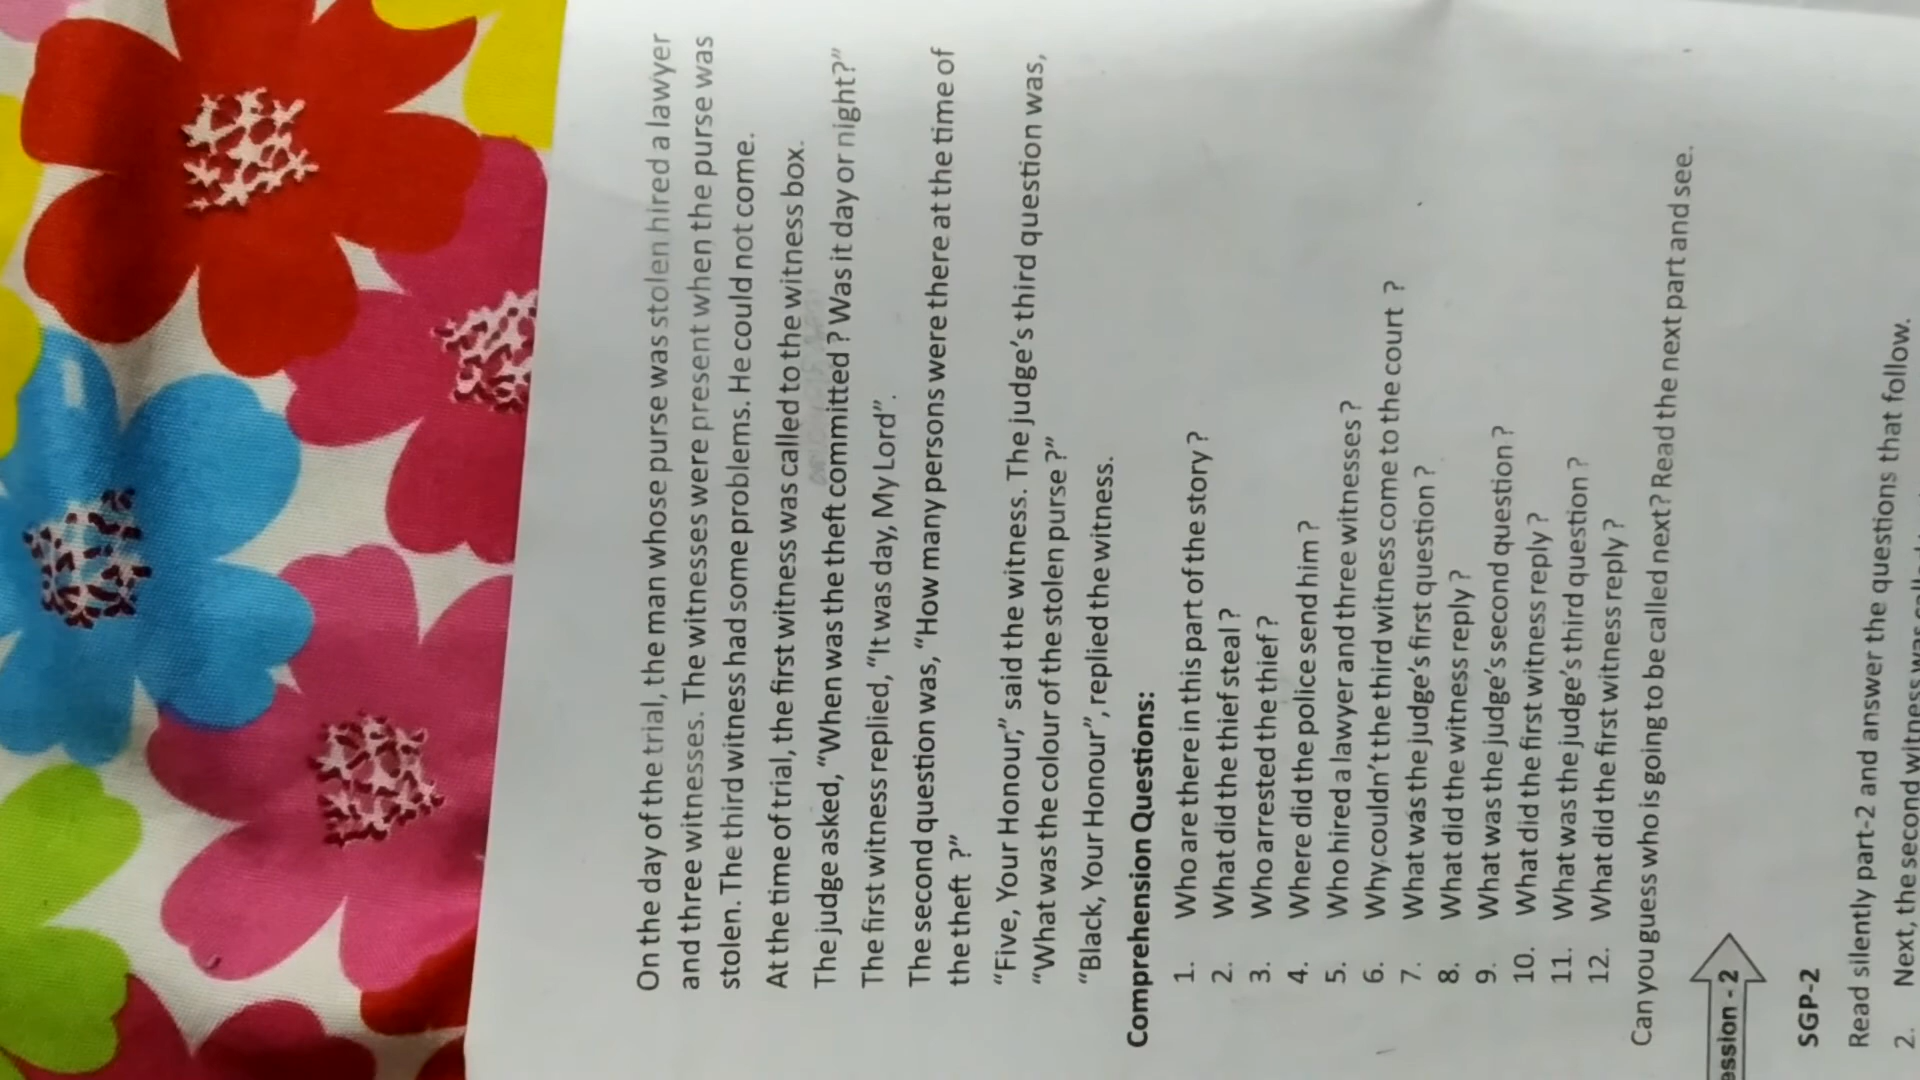 On the day of the trial, the man whose purse was stolen hired a lawyer
and three witnesses. The witnesses were present when the purse was
stolen. The third witness had some problems. He could not come.
At the time of trial, the first witness was called to the witness box.
The judge asked, "When was the theft committed ? Was it day or night?"
The first witness replied, "It was day, My Lord".
The second question was, "How many persons were there at the time of
the theft ?"
"Five, Your Honour," said the witness. The judge's third question was,
"What was the colour of the stolen purse ?"
"Black, Your Honour", replied the witness.
Comprehension Questions:
1. Who are there in this part of the story ?
2. What did the thief steal ?
3. Who arrested the thief ?
4. Where did the police send him ?
5. Who hired a lawyer and three witnesses ?
6. Why couldn't the third witness come to the court ?
7. What was the judge's first question ?
8. What did the witness reply ?
9. What was the judge's second question ?
10. What did the first witness reply ?
11. What was the judge's third question ?
12. What did the first witness reply ?
Can you guess who is going to be called next? Read the next part and see.
ession - 2
SGP-2
Read silently part-2 and answer the questions that follow.
2. Next, the second witness was